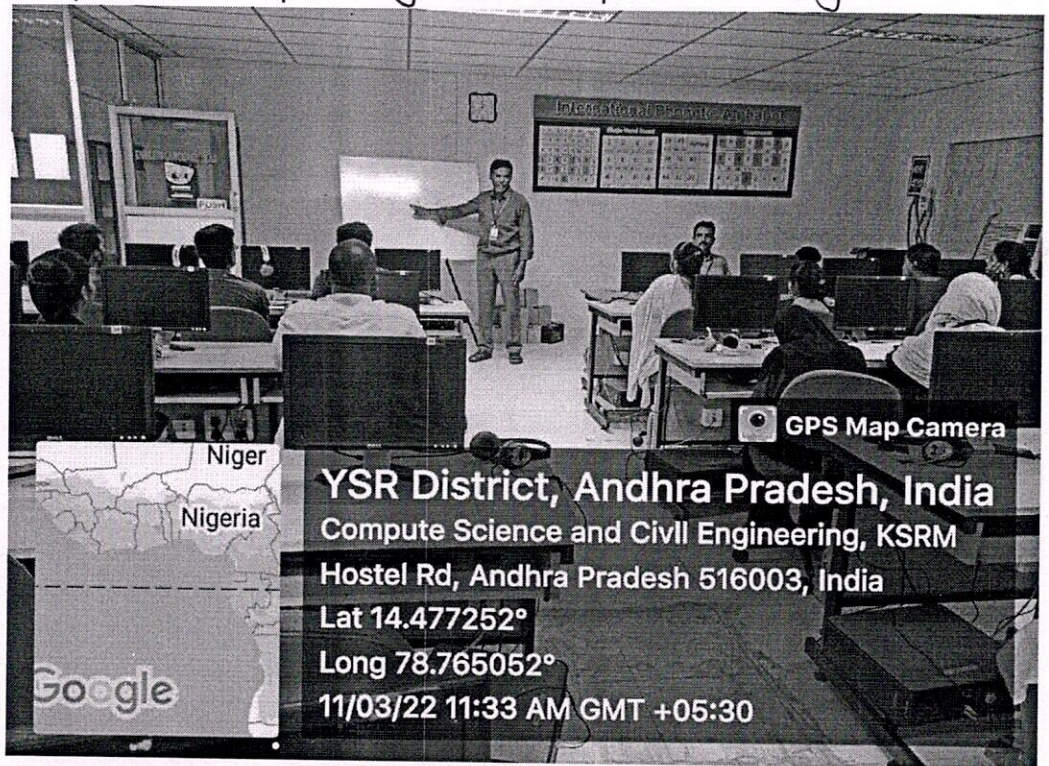 International Phonetic Alphabet
PUSH
GPS Map Camera
Niger
Nigeria
Google
YSR District, Andhra Pradesh, India
Compute Science and Civll Engineering, KSRM
Hostel Rd, Andhra Pradesh 516003, India
Lat 14.477252°
Long 78.765052°
11/03/22 11:33 AM GMT +05:30